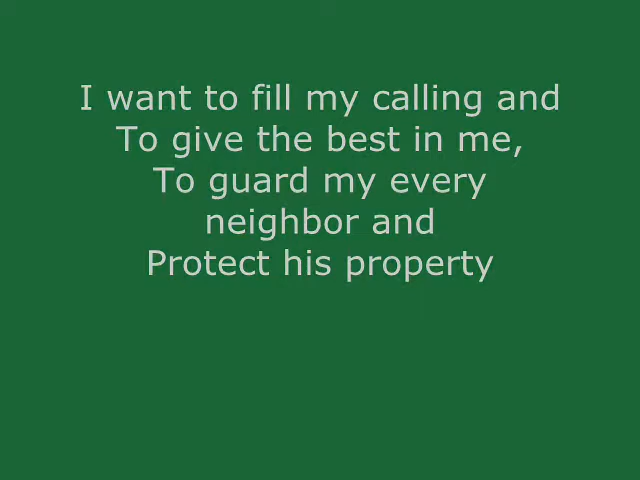 I want to fill my calling and
To give the best in me,
To guard my every
neighbor and
Protect his property